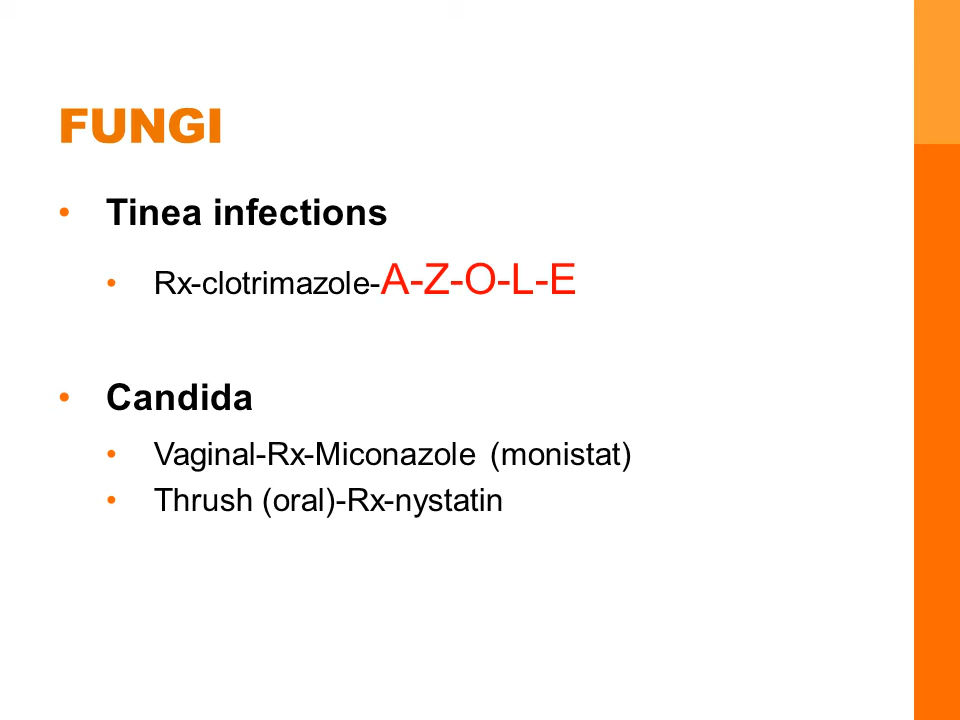 FUNGI
• Tinea infections
• Rx-clotrimazole-A-Z-O-L-E
• Candida
• Vaginal-Rx-Miconazole (monistat)
• Thrush (oral)-Rx-nystatin